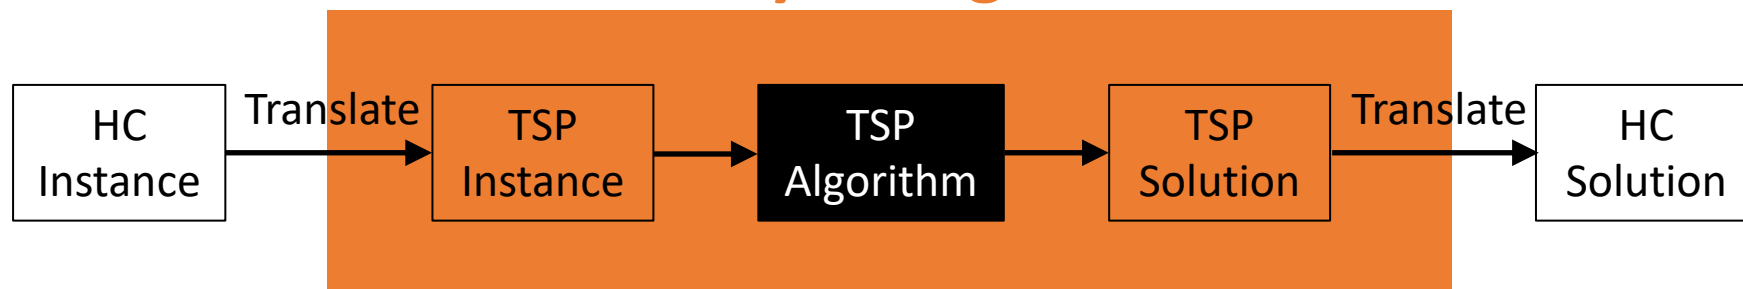 HC
Instance
Translate
TSP
Instance
TSP
Algorithm
TSP
Solution
Translate
HC
Solution